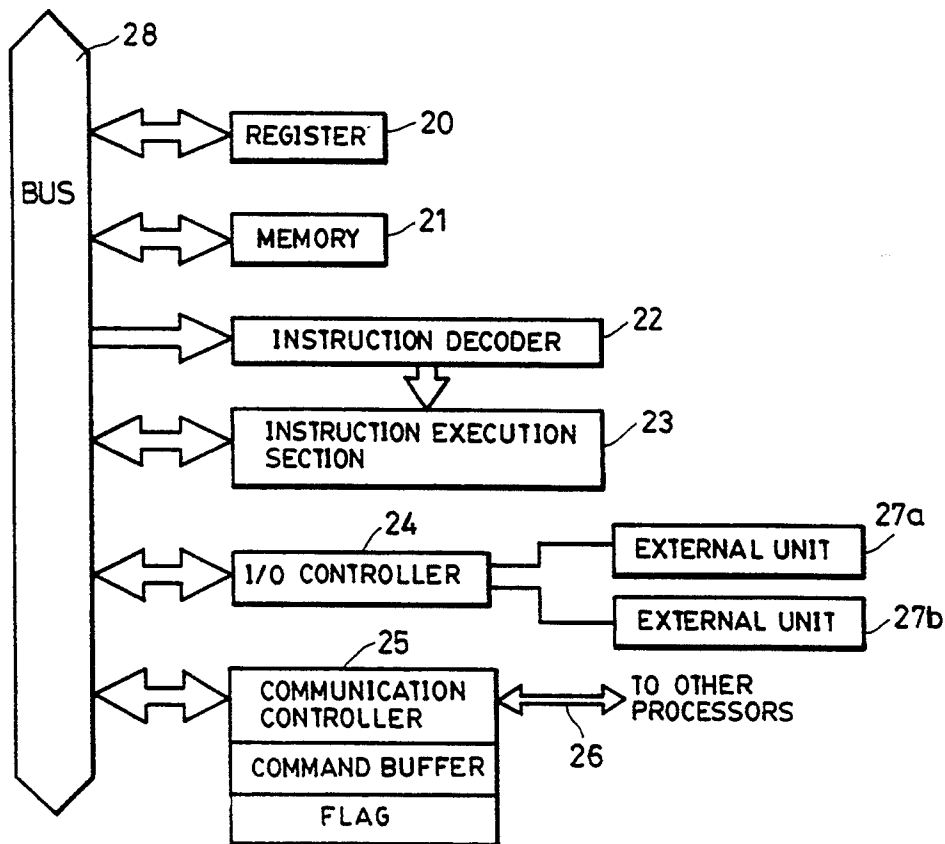 28
REGISTER
20
BUS
MEMORY
21
INSTRUCTION DECODER
22
INSTRUCTION EXECUTION
SECTION
23
24
I/O CONTROLLER
EXTERNAL UNIT
27a
EXTERNAL UNIT
27b
25
COMMUNICATION
CONTROLLER
TO OTHER
PROCESSORS
26
COMMAND BUFFER
FLAG